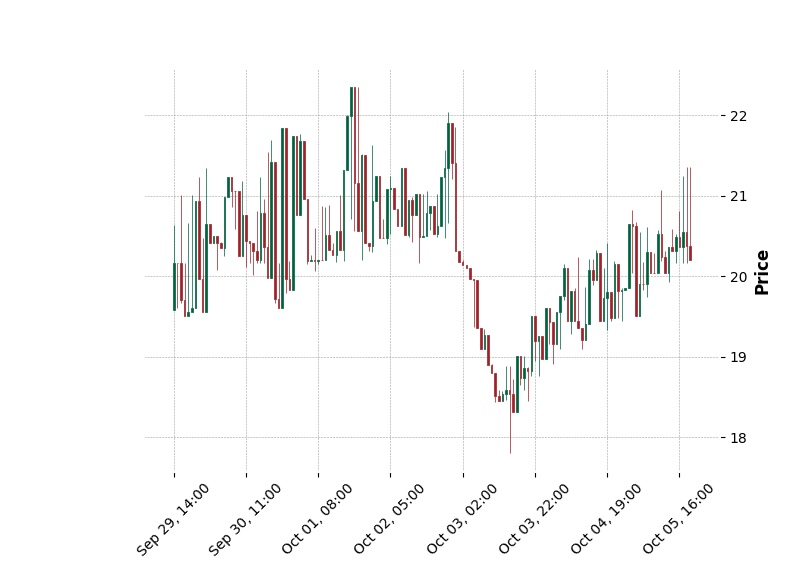 22
21
20
19
18
Price
Sep 29, 14:00
Sep 30, 11:00
Oct 01, 08:00
Oct 02, 05:00
Oct 03, 02:00
Oct 03, 22:00
Oct 04, 19:00
Oct 05, 16:00